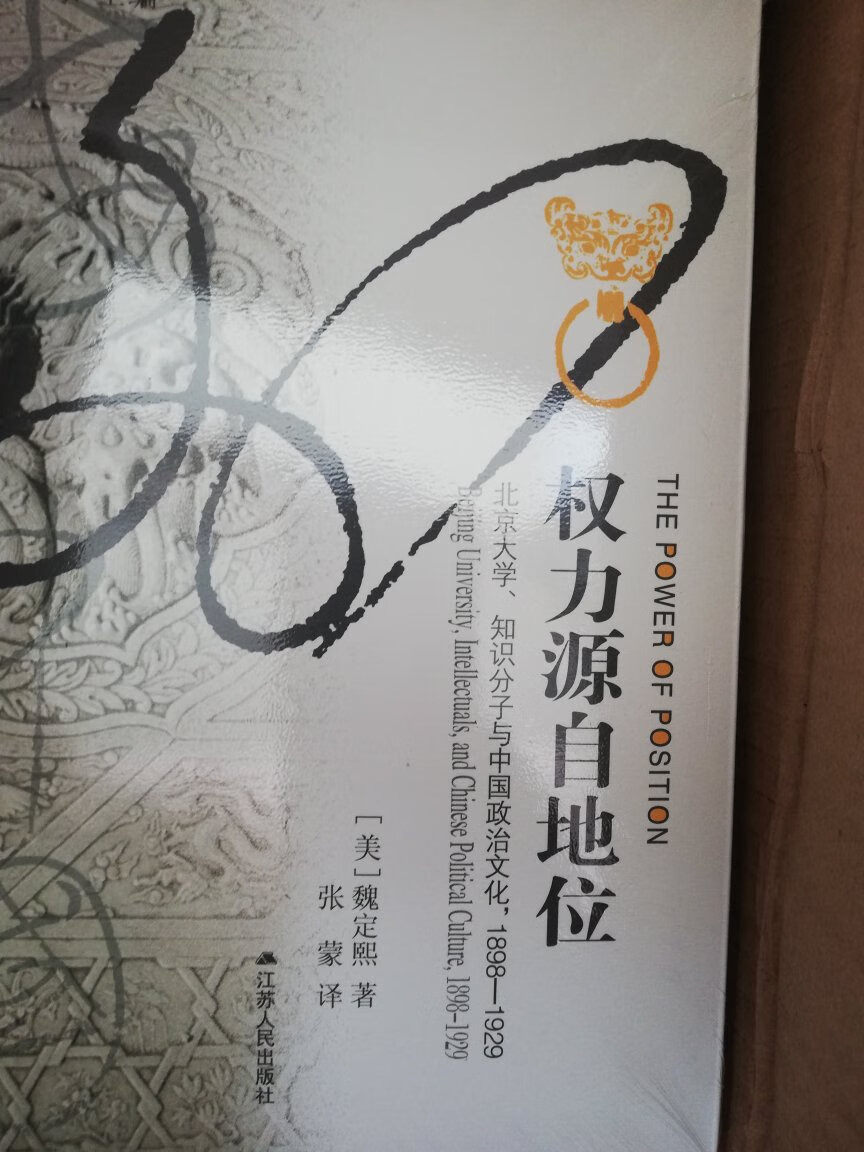 主编
THE POWER OF POSITION
权力源自地位
北京大学、知识分子与中国政治文化，1898—1929
Beijing University, Intellectuals, and Chinese Political Culture, 1898-1929
［美］魏定熙 著
张 蒙 译
江苏人民出版社